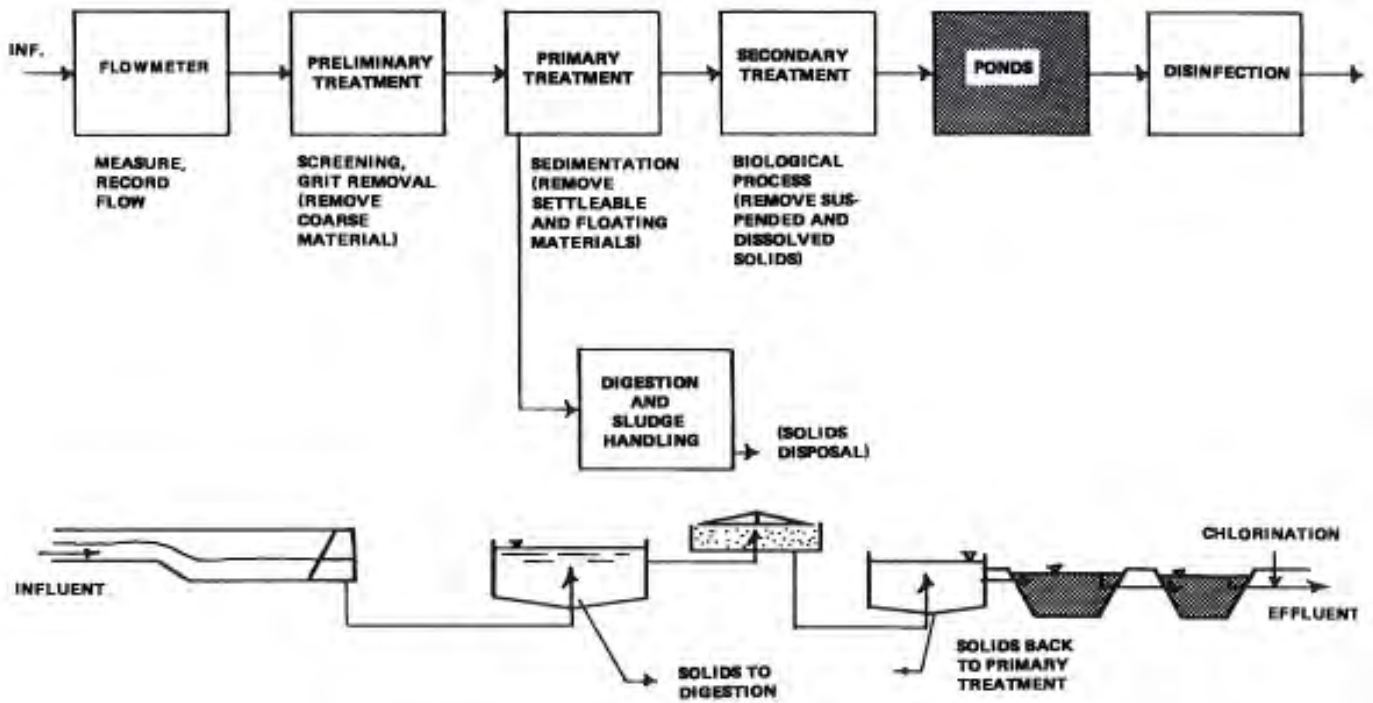 INF.
FLOWMETER
PRELIMINARY
TREATMENT
PRIMARY
TREATMENT
SECONDARY
TREATMENT
PONDS
DISINFECTION
MEASURE,
RECORD
FLOW
SCREENING,
GRIT REMOVAL
(REMOVE
COARSE
MATERIAL)
SEDIMENTATION
(REMOVE
SETTLEABLE
AND FLOATING
MATERIALS)
BIOLOGICAL
PROCESS
(REMOVE SUS-
PENDED AND
DISSOLVED
SOLIDS)
DIGESTION
AND
SLUDGE
HANDLING
(SOLIDS
DISPOSAL)
CHLORINATION
INFLUENT
EFFLUENT
SOLIDS TO
DIGESTION
SOLIDS BACK
TO PRIMARY
TREATMENT